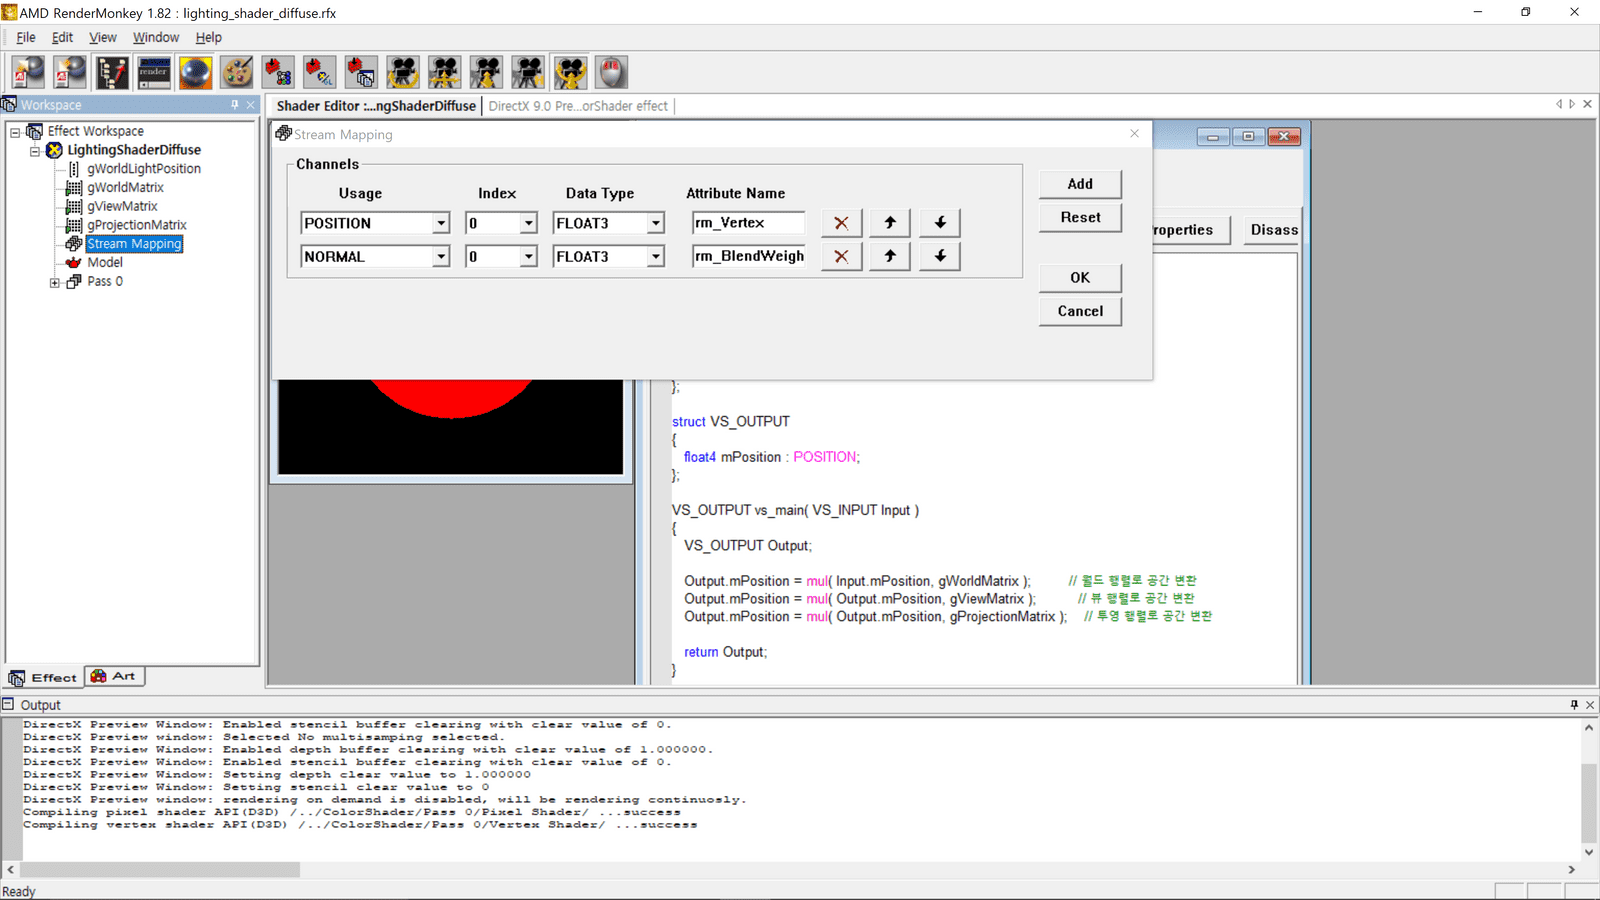 AMD RenderMonkey 1.82 : lighting_shader_diffuse.rfx
File Edit View Window Help
render
Workspace
Shader Editor :...ngShaderDiffuse DirectX 9.0 Pre...orShader effect
Effect Workspace
LightingShaderDiffuse
gWorldLightPosition
gWorldMatrix
gViewMatrix
gProjectionMatrix
Stream Mapping
Model
Pass 0
Effect Art
Stream Mapping
Channels
Usage Index Data Type Attribute Name
POSITION 0 FLOAT3 rm_Vertex
NORMAL 0 FLOAT3 rm_BlendWeigh
Add
Reset
OK
Cancel
roperties Disass
};
struct VS_OUTPUT
{
float4 mPosition : POSITION;
};
VS_OUTPUT vs_main( VS_INPUT Input )
{
VS_OUTPUT Output;
Output.mPosition = mul( Input.mPosition, gWorldMatrix ); // 월드 행렬로 공간 변환
Output.mPosition = mul( Output.mPosition, gViewMatrix ); // 뷰 행렬로 공간 변환
Output.mPosition = mul( Output.mPosition, gProjectionMatrix ); // 투영 행렬로 공간 변환
return Output;
}
Output
DirectX Preview Window: Enabled stencil buffer clearing with clear value of 0.
DirectX Preview window: Selected No multisamping selected.
DirectX Preview Window: Enabled depth buffer clearing with clear value of 1.000000.
DirectX Preview Window: Enabled stencil buffer clearing with clear value of 0.
DirectX Preview Window: Setting depth clear value to 1.000000
DirectX Preview Window: Setting stencil clear value to 0
DirectX Preview window: rendering on demand is disabled, will be rendering continuosly.
Compiling pixel shader API(D3D) /../ColorShader/Pass 0/Pixel Shader/ ...success
Compiling vertex shader API(D3D) /../ColorShader/Pass 0/Vertex Shader/ ...success
Ready